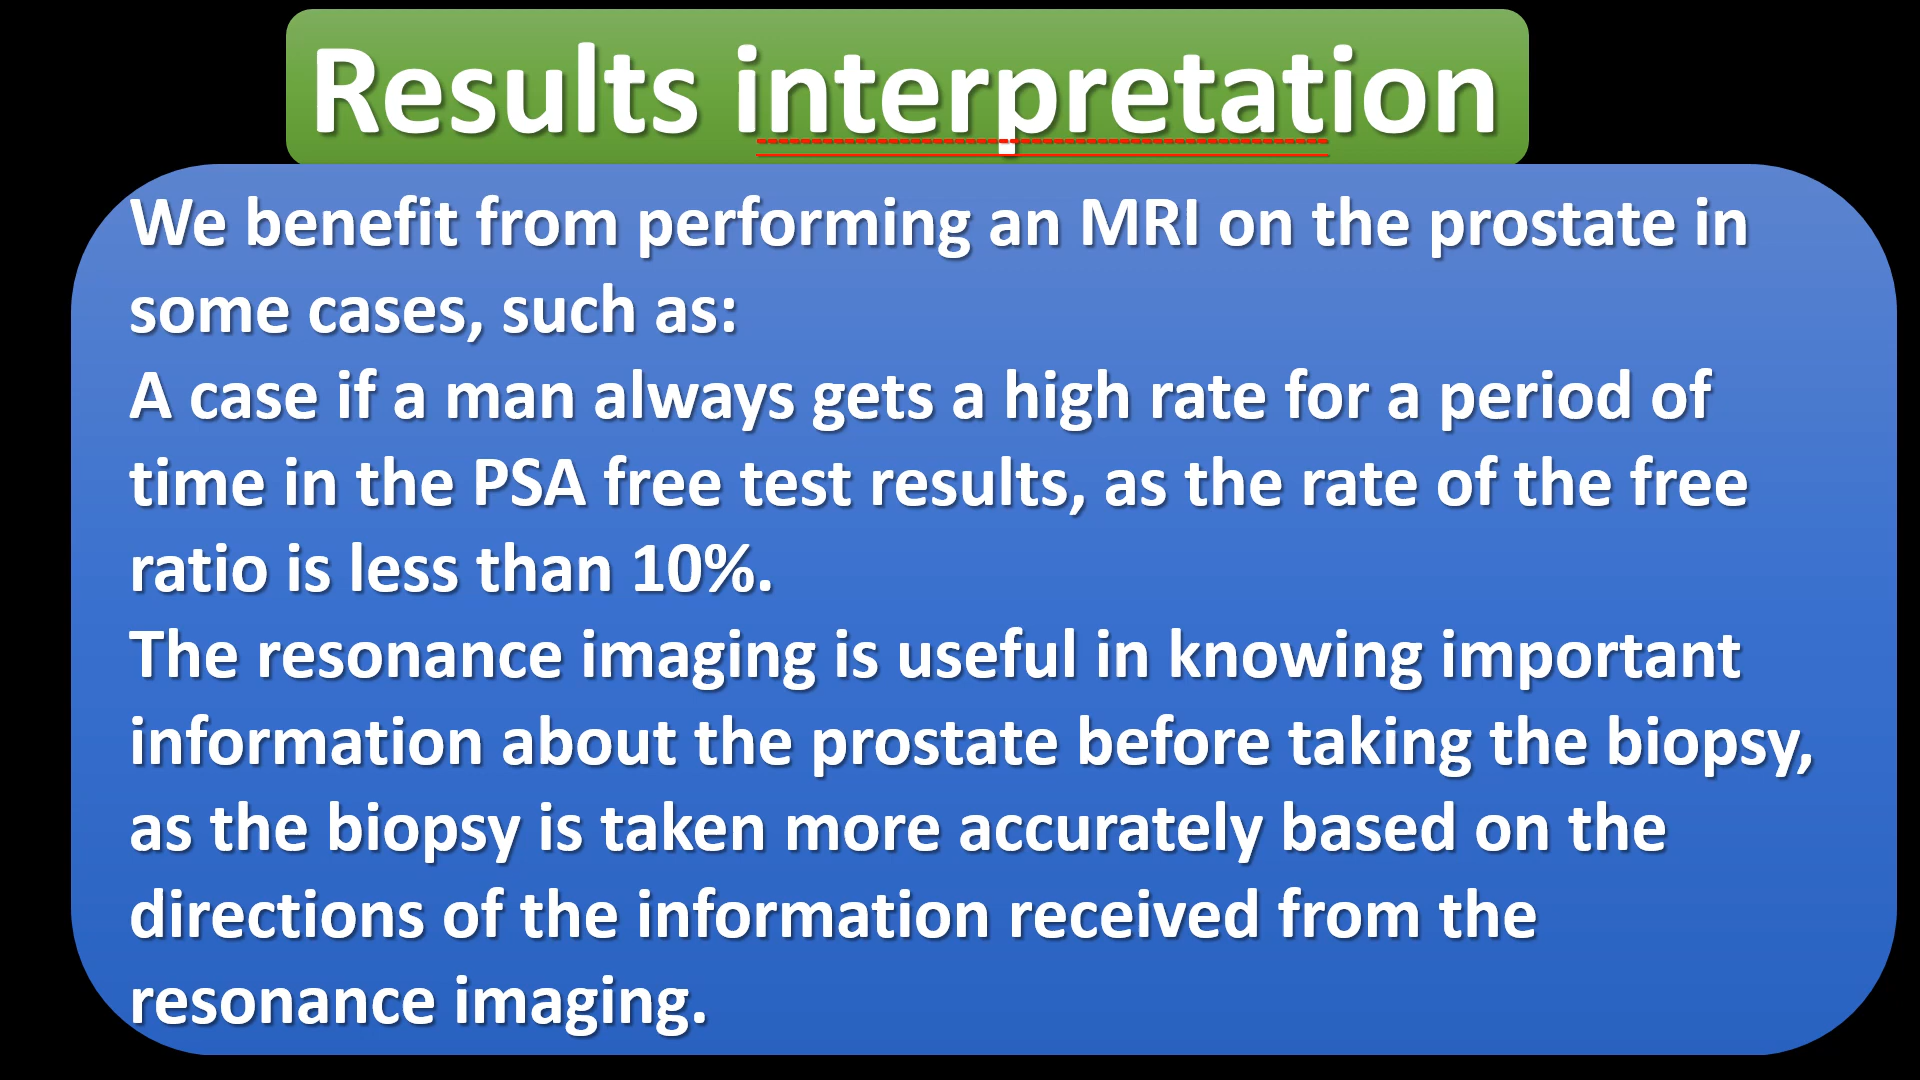 Results interpretation
We benefit from performing an MRI on the prostate in
some cases, such as:
A case if a man always gets a high rate for a period of
time in the PSA free test results, as the rate of the free
ratio is less than 10%.
The resonance imaging is useful in knowing important
information about the prostate before taking the biopsy,
as the biopsy is taken more accurately based on the
directions of the information received from the
resonance imaging.